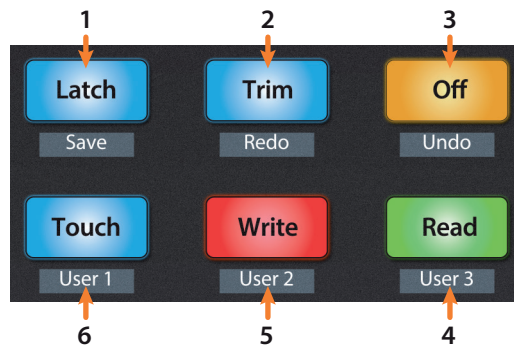 1 2 3
Latch Trim Off
Save Redo Undo
Touch Write Read
User 1 User 2 User 3
6 5 4